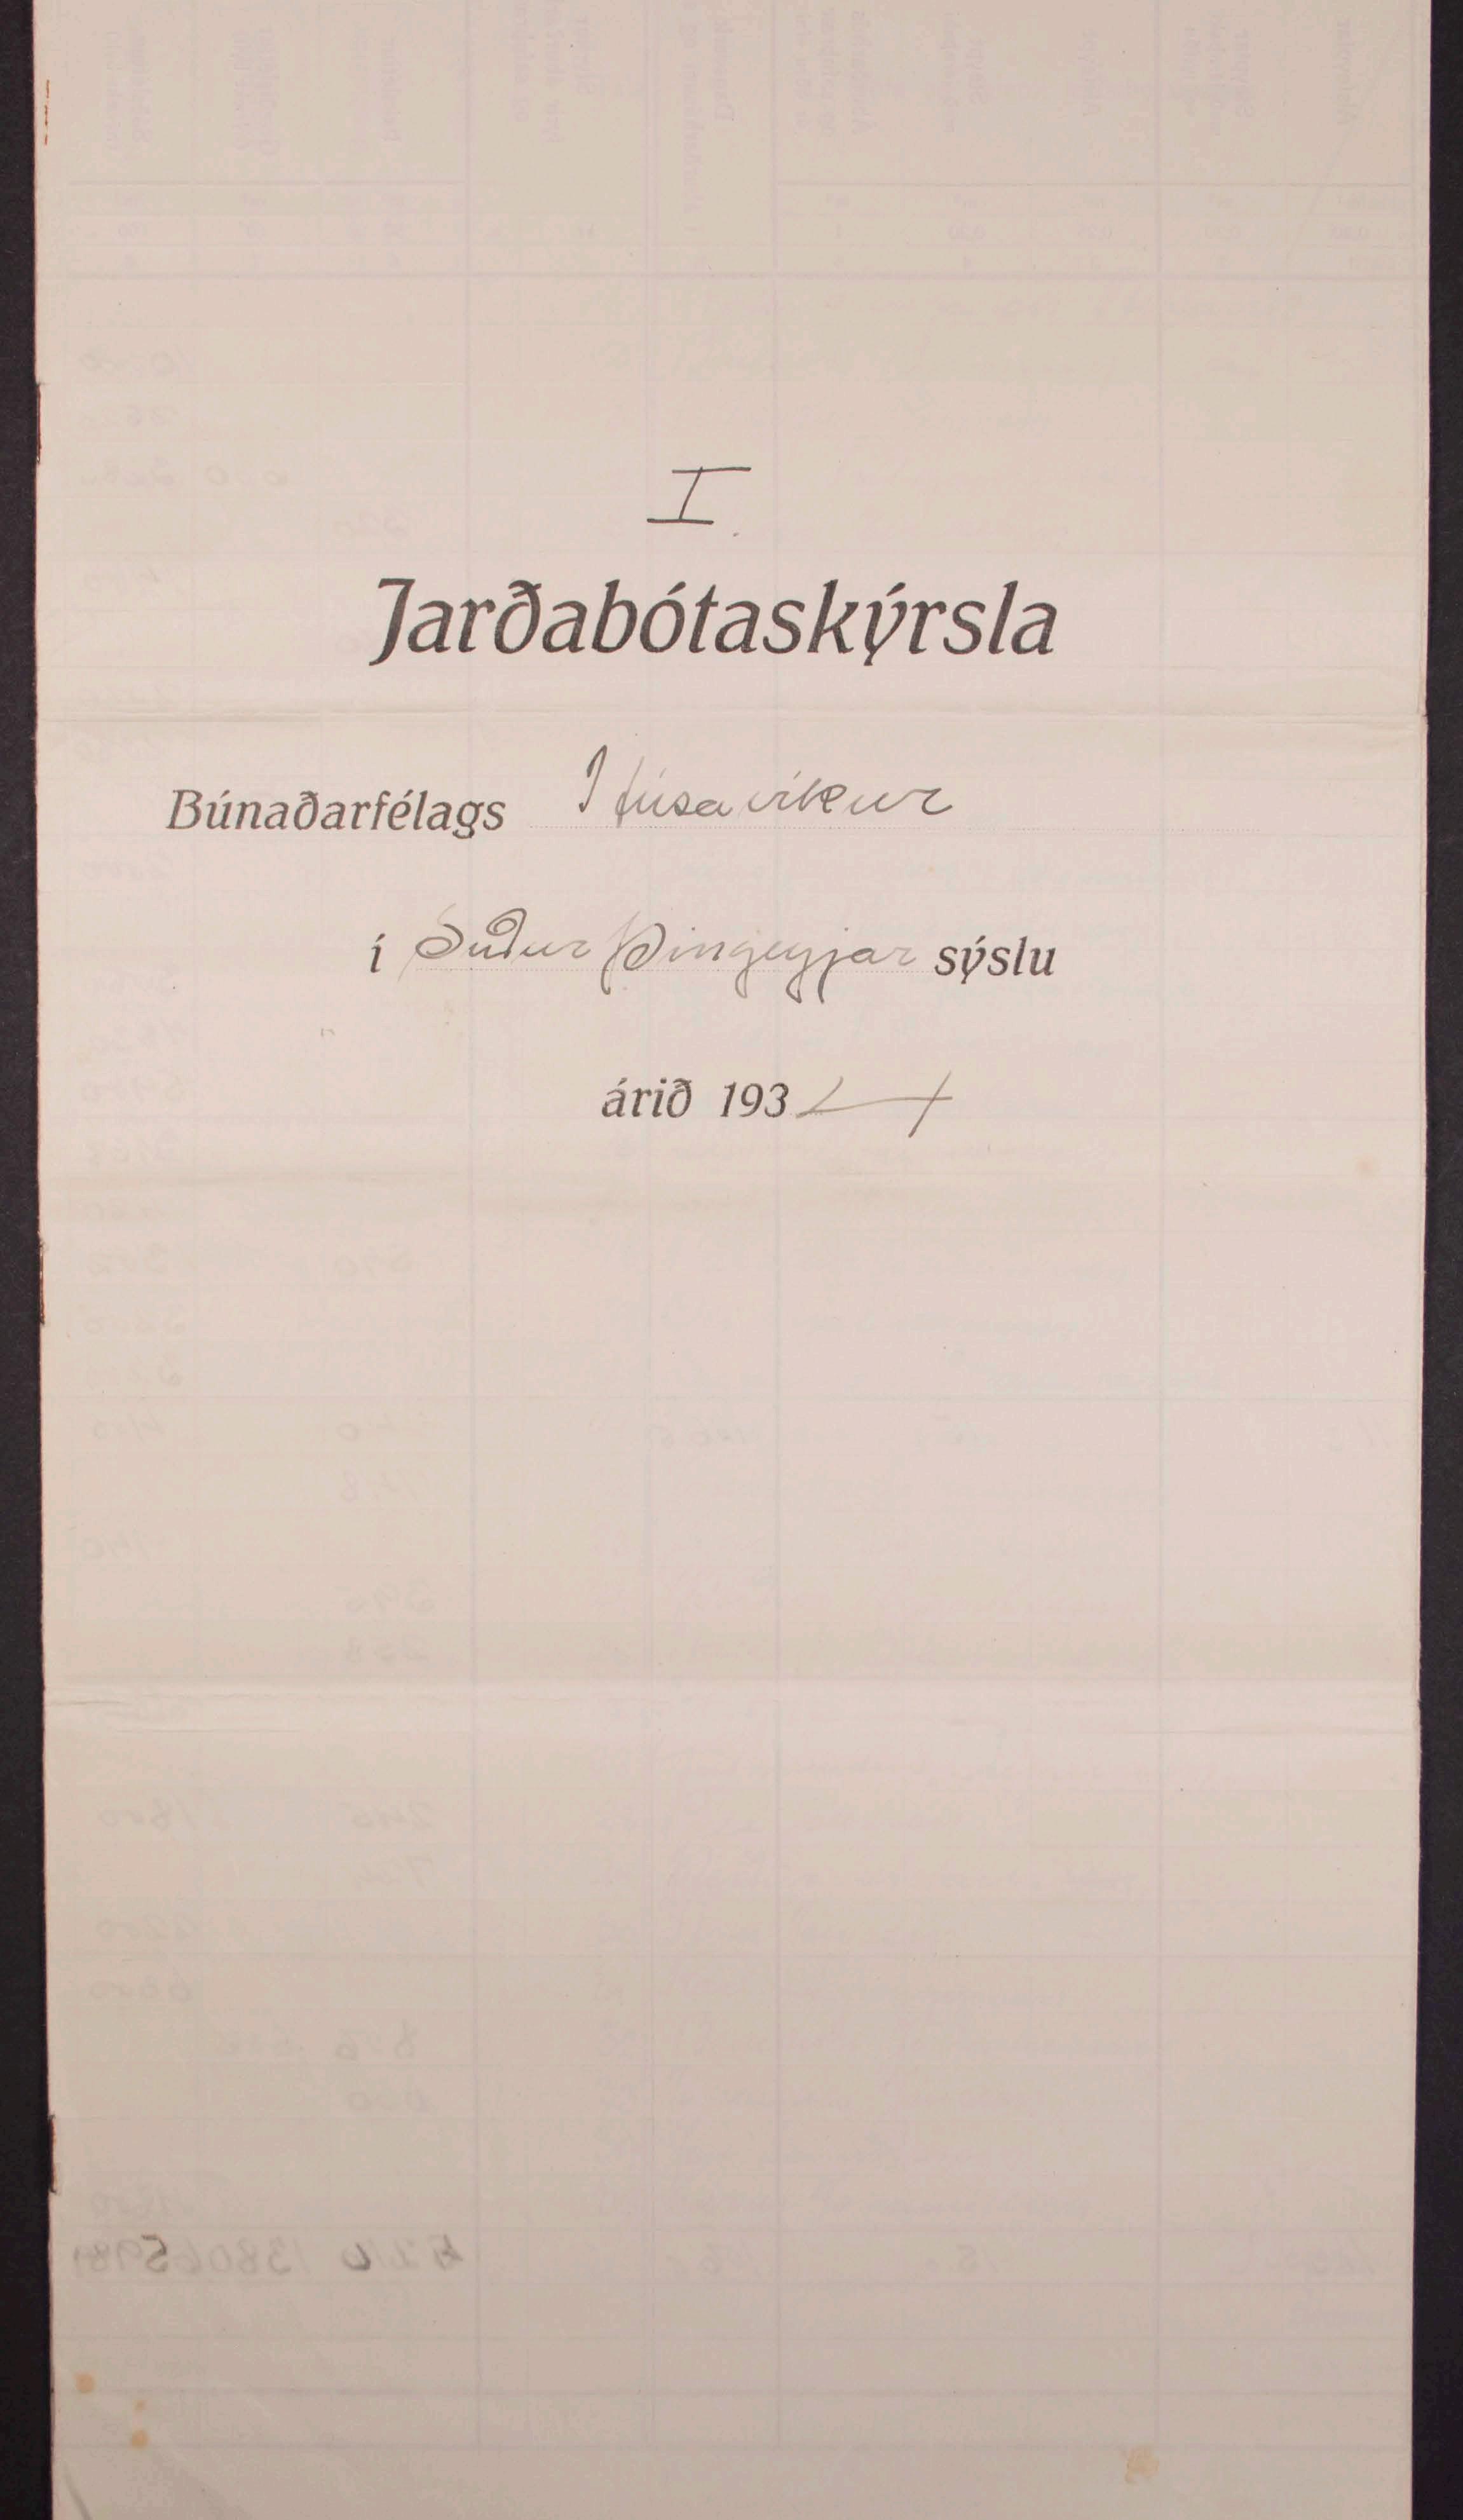 I.
Jarðabótaskýrsla
Búnaðarfélags Húsavíkur
í Suður Þingeyjar sýslu
árið 1934